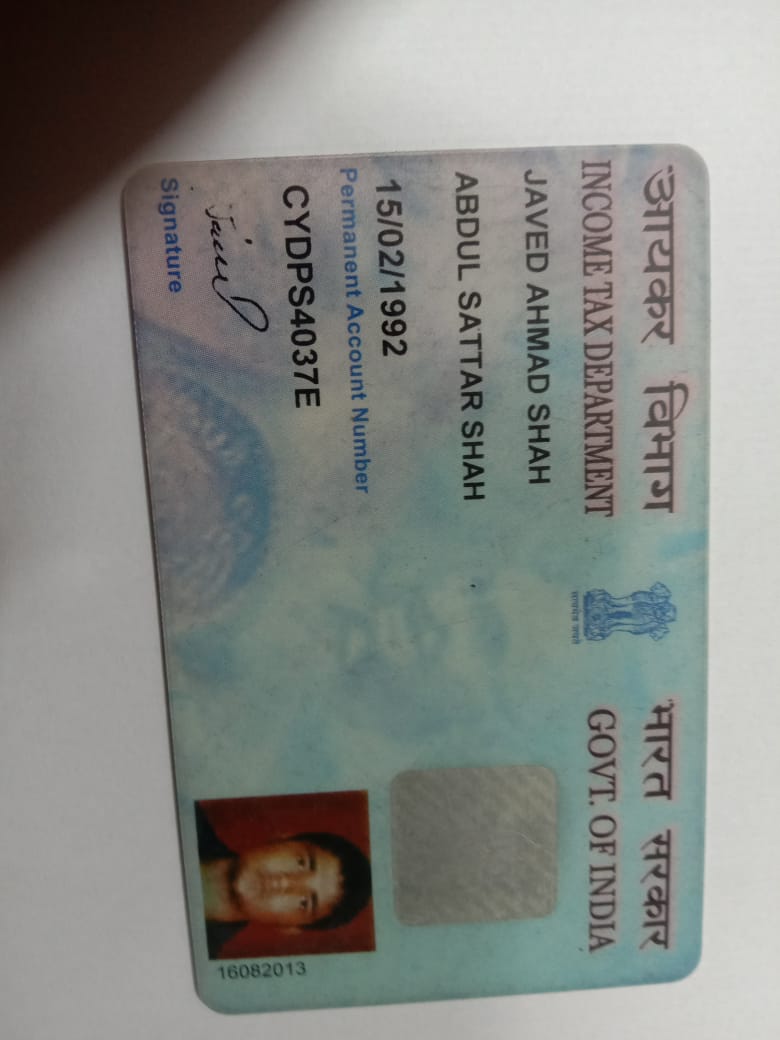 आयकर विभाग
INCOME TAX DEPARTMENT
सत्यमेव जयते
भारत सरकार
GOVT. OF INDIA
JAVED AHMAD SHAH
ABDUL SATTAR SHAH
15/02/1992
Permanent Account Number
CYDPS4037E
Signature
16082013